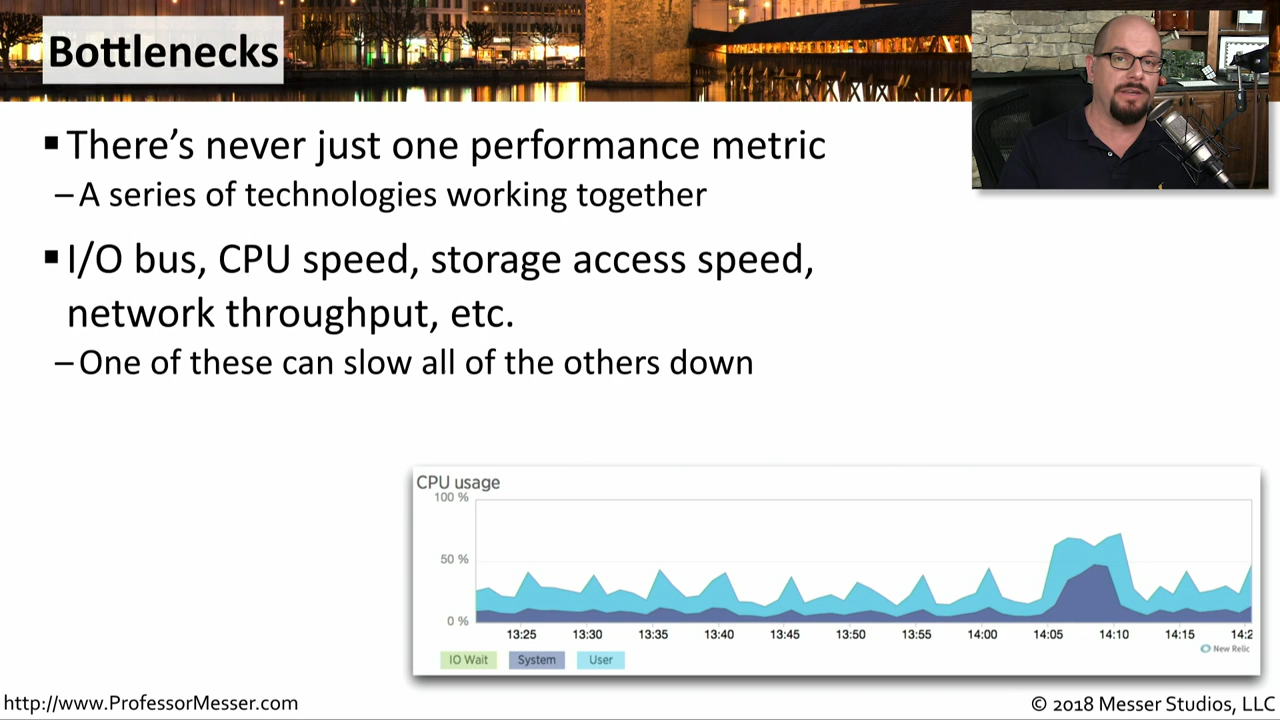 Bottlenecks
▪ There’s never just one performance metric
– A series of technologies working together
▪ I/O bus, CPU speed, storage access speed,
network throughput, etc.
– One of these can slow all of the others down
CPU usage
100 %
50 %
0 %
13:25 13:30 13:35 13:40 13:45 13:50 13:55 14:00 14:05 14:10 14:15 14:2
New Relic
IO Wait System User
http://www.ProfessorMesser.com
© 2018 Messer Studios, LLC